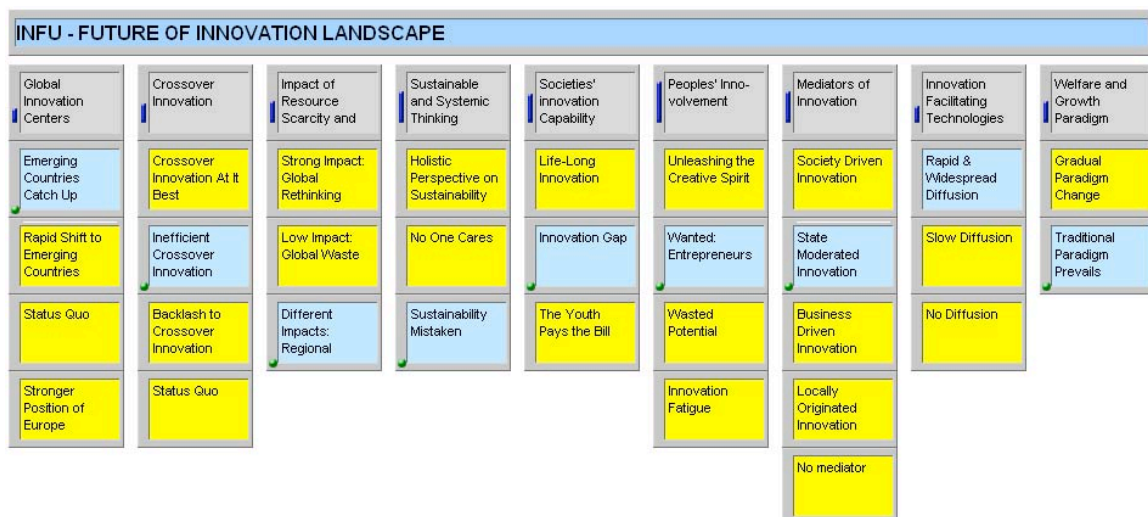 INFU - FUTURE OF INNOVATION LANDSCAPE
Global
Innovation
Centers
Emerging
Countries
Catch Up
Rapid Shift to
Emerging
Countries
Status Quo
Stronger
Position of
Europe
Crossover
Innovation
Crossover
Innovation At It
Best
Inefficient
Crossover
Innovation
Backlash to
Crossover
Innovation
Status Quo
Impact of
Resource
Scarcity and
Strong Impact:
Global
Rethinking
Low Impact:
Global Waste
Different
Impacts:
Regional
Sustainable
and Systemic
Thinking
Holistic
Perspective on
Sustainability
No One Cares
Sustainability
Mistaken
Societies'
innovation
Capability
Life-Long
Innovation
Innovation Gap
The Youth
Pays the Bill
Peoples' Inno-
volvement
Unleashing the
Creative Spirit
Wanted:
Entrepreneurs
Wasted
Potential
Innovation
Fatigue
Mediators of
Innovation
Society Driven
Innovation
State
Moderated
Innovation
Business
Driven
Innovation
Locally
Originated
Innovation
No mediator
Innovation
Facilitating
Technologies
Rapid &
Widespread
Diffusion
Slow Diffusion
No Diffusion
Welfare and
Growth
Paradigm
Gradual
Paradigm
Change
Traditional
Paradigm
Prevails